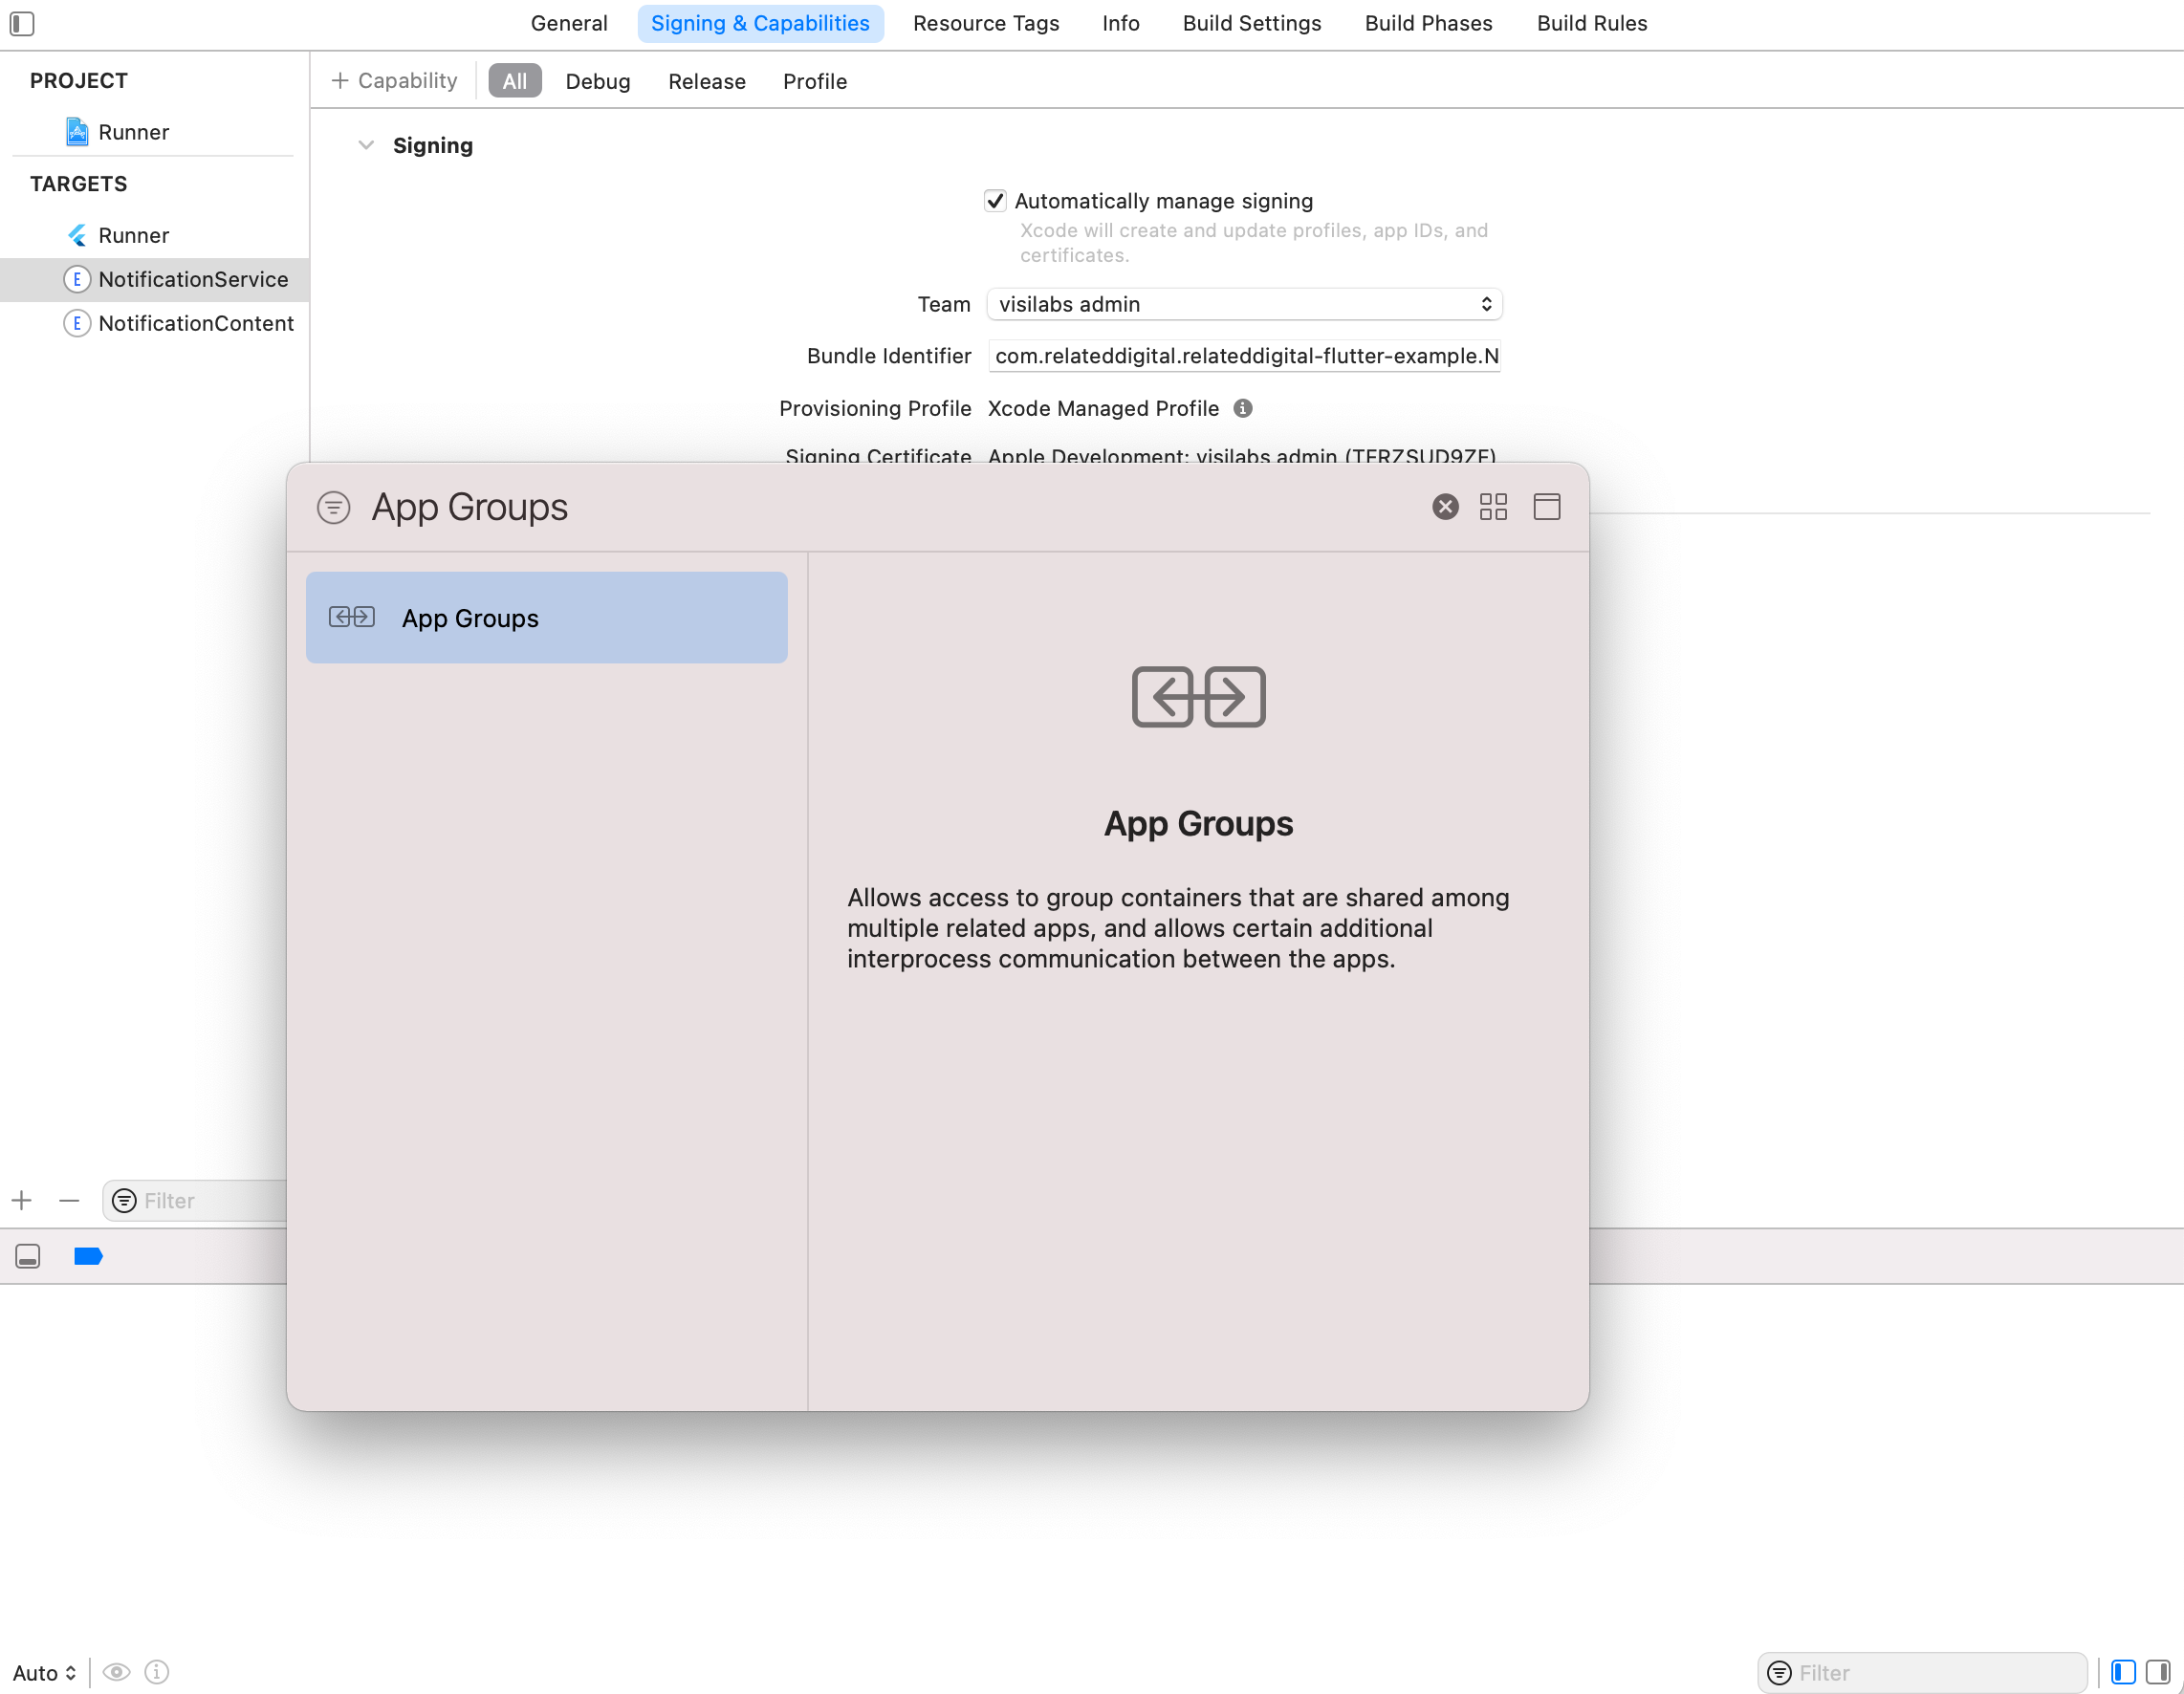 General Signing & Capabilities Resource Tags Info Build Settings Build Phases Build Rules
PROJECT
Runner
TARGETS
Runner
E NotificationService
E NotificationContent
+ Capability All Debug Release Profile
Signing
Automatically manage signing
Xcode will create and update profiles, app IDs, and
certificates.
Team visilabs admin
Bundle Identifier com.relateddigital.relateddigital-flutter-example.N
Provisioning Profile Xcode Managed Profile
Signing Certificate Apple Development: visilabs admin (TERZSUD9ZE)
App Groups
App Groups
App Groups
Allows access to group containers that are shared among
multiple related apps, and allows certain additional
interprocess communication between the apps.
Filter
Auto
Filter